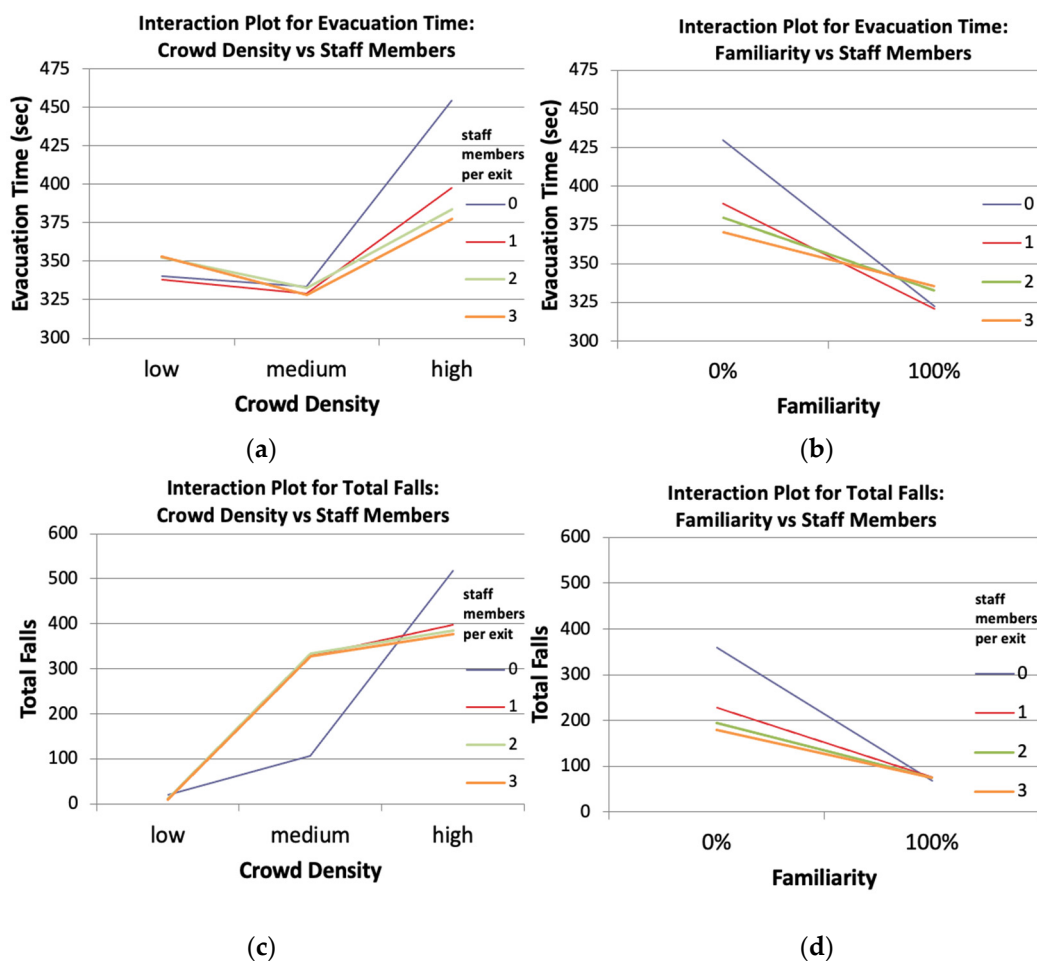 Interaction Plot for Evacuation Time:
Crowd Density vs Staff Members
475
450
425
400
375
350
325
300
Evacuation Time (sec)
low
medium
high
Crowd Density
staff
members
per exit
0
1
2
3
(a)
Interaction Plot for Evacuation Time:
Familiarity vs Staff Members
475
450
425
400
375
350
325
300
Evacuation Time (sec)
0%
100%
Familiarity
0
1
2
3
(b)
Interaction Plot for Total Falls:
Crowd Density vs Staff Members
600
500
400
300
200
100
0
Total Falls
low
medium
high
Crowd Density
staff
members
per exit
0
1
2
3
(c)
Interaction Plot for Total Falls:
Familiarity vs Staff Members
600
500
400
300
200
100
0
Total Falls
0%
100%
Familiarity
staff
members
per exit
0
1
2
3
(d)